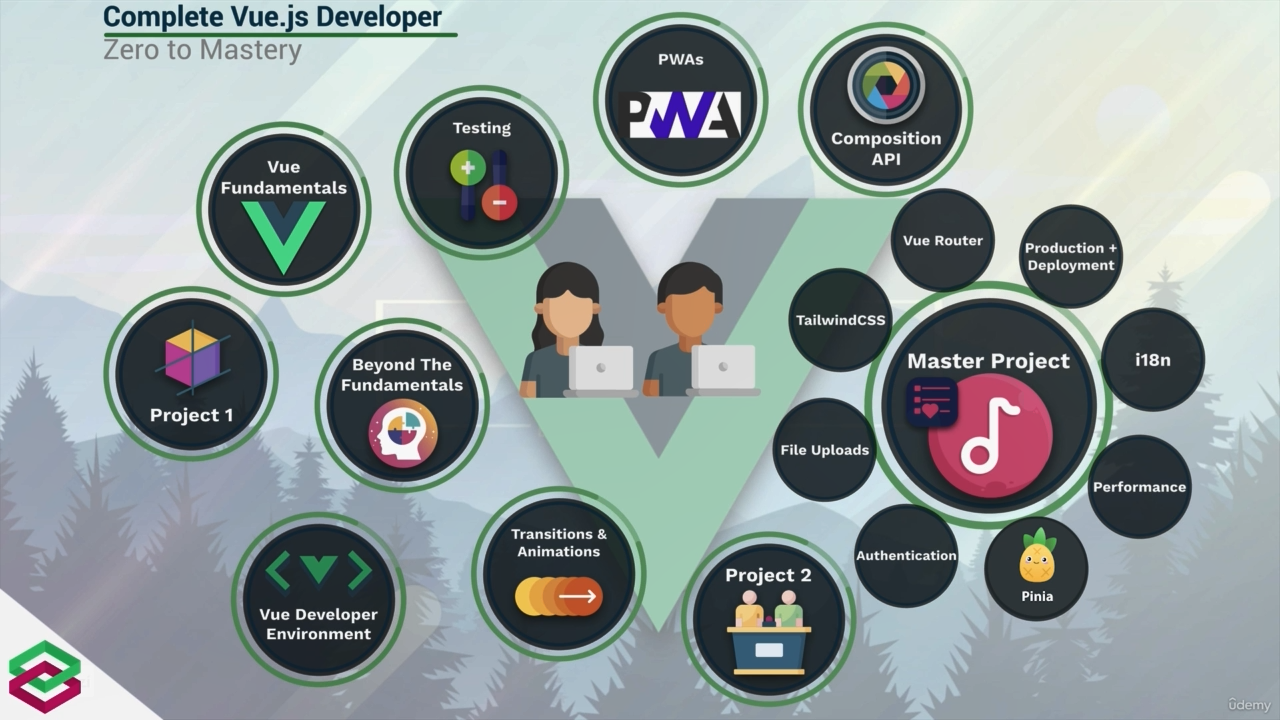 Complete Vue.js Developer
Zero to Mastery
PWAs
PWA
Composition
API
Testing
Vue
Fundamentals
Vue Router
Production +
Deployment
TailwindCSS
Master Project
i18n
Beyond The
Fundamentals
Project 1
File Uploads
Performance
Transitions &
Animations
Authentication
Project 2
Pinia
Vue Developer
Environment
ûdemy